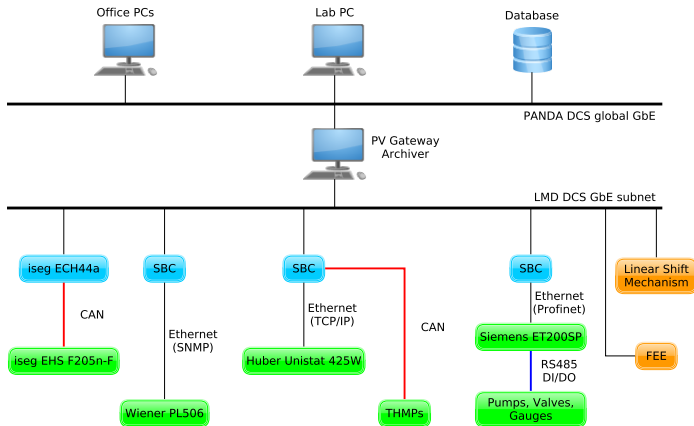 Office PCs
Lab PC
Database
PANDA DCS global GbE
PV Gateway
Archiver
LMD DCS GbE subnet
iseg ECH44a
SBC
SBC
SBC
Linear Shift
Mechanism
CAN
Ethernet
(SNMP)
Ethernet
(TCP/IP)
CAN
Ethernet
(Profinet)
Siemens ET200SP
iseg EHS F205n-F
Huber Unistat 425W
RS485
DI/DO
FEE
Wiener PL506
THMPs
Pumps, Valves,
Gauges